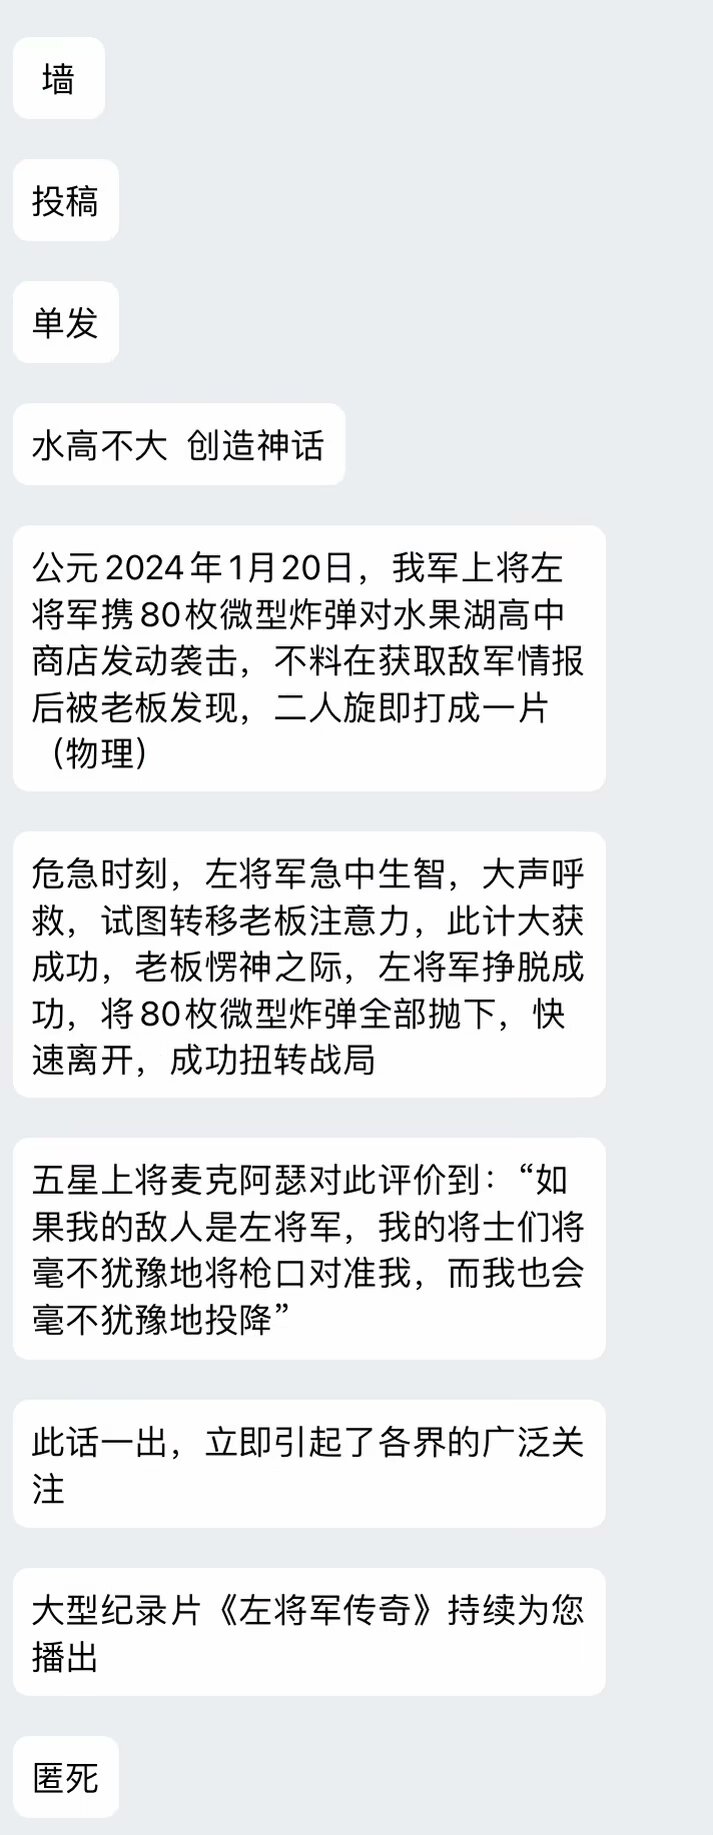 墙
投稿
单发
水高不大 创造神话
公元2024年1月20日，我军上将左
将军携80枚微型炸弹对水果湖高中
商店发动袭击，不料在获取敌军情报
后被老板发现，二人旋即打成一片
（物理）
危急时刻，左将军急中生智，大声呼
救，试图转移老板注意力，此计大获
成功，老板愣神之际，左将军挣脱成
功，将80枚微型炸弹全部抛下，快
速离开，成功扭转战局
五星上将麦克阿瑟对此评价到：“如
果我的敌人是左将军，我的将士们将
毫不犹豫地将枪口对准我，而我也会
毫不犹豫地投降”
此话一出，立即引起了各界的广泛关
注
大型纪录片《左将军传奇》持续为您
播出
匿死